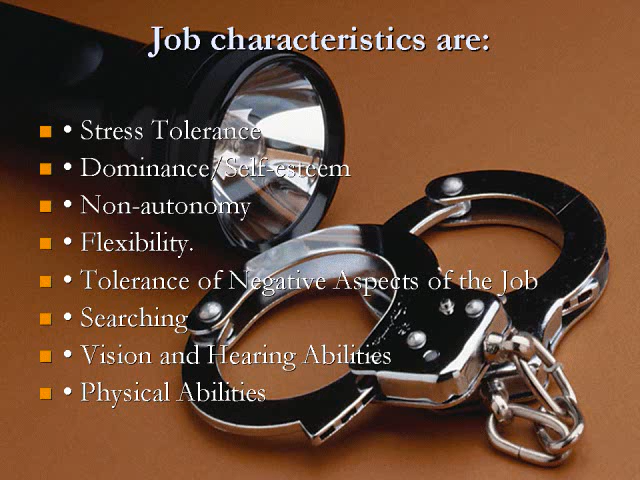 Job characteristics are:
• Stress Tolerance
• Dominance/Self-esteem
• Non-autonomy
• Flexibility.
• Tolerance of Negative Aspects of the Job
• Searching
• Vision and Hearing Abilities
• Physical Abilities